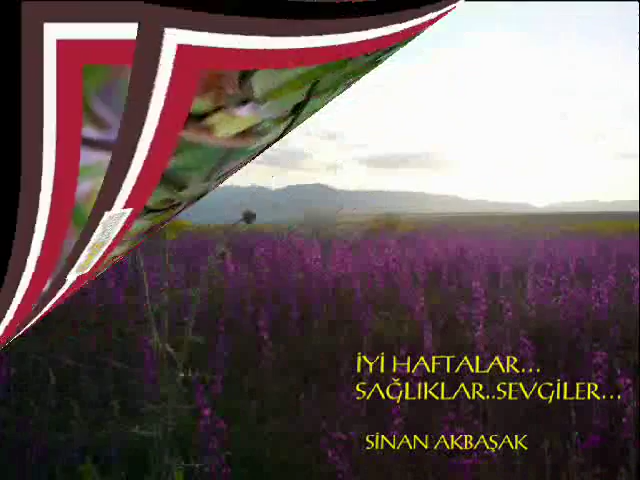 İYİ HAFTALAR...
SAĞLIKLAR..SEVGİLER...
SİNAN AKBAŞAK